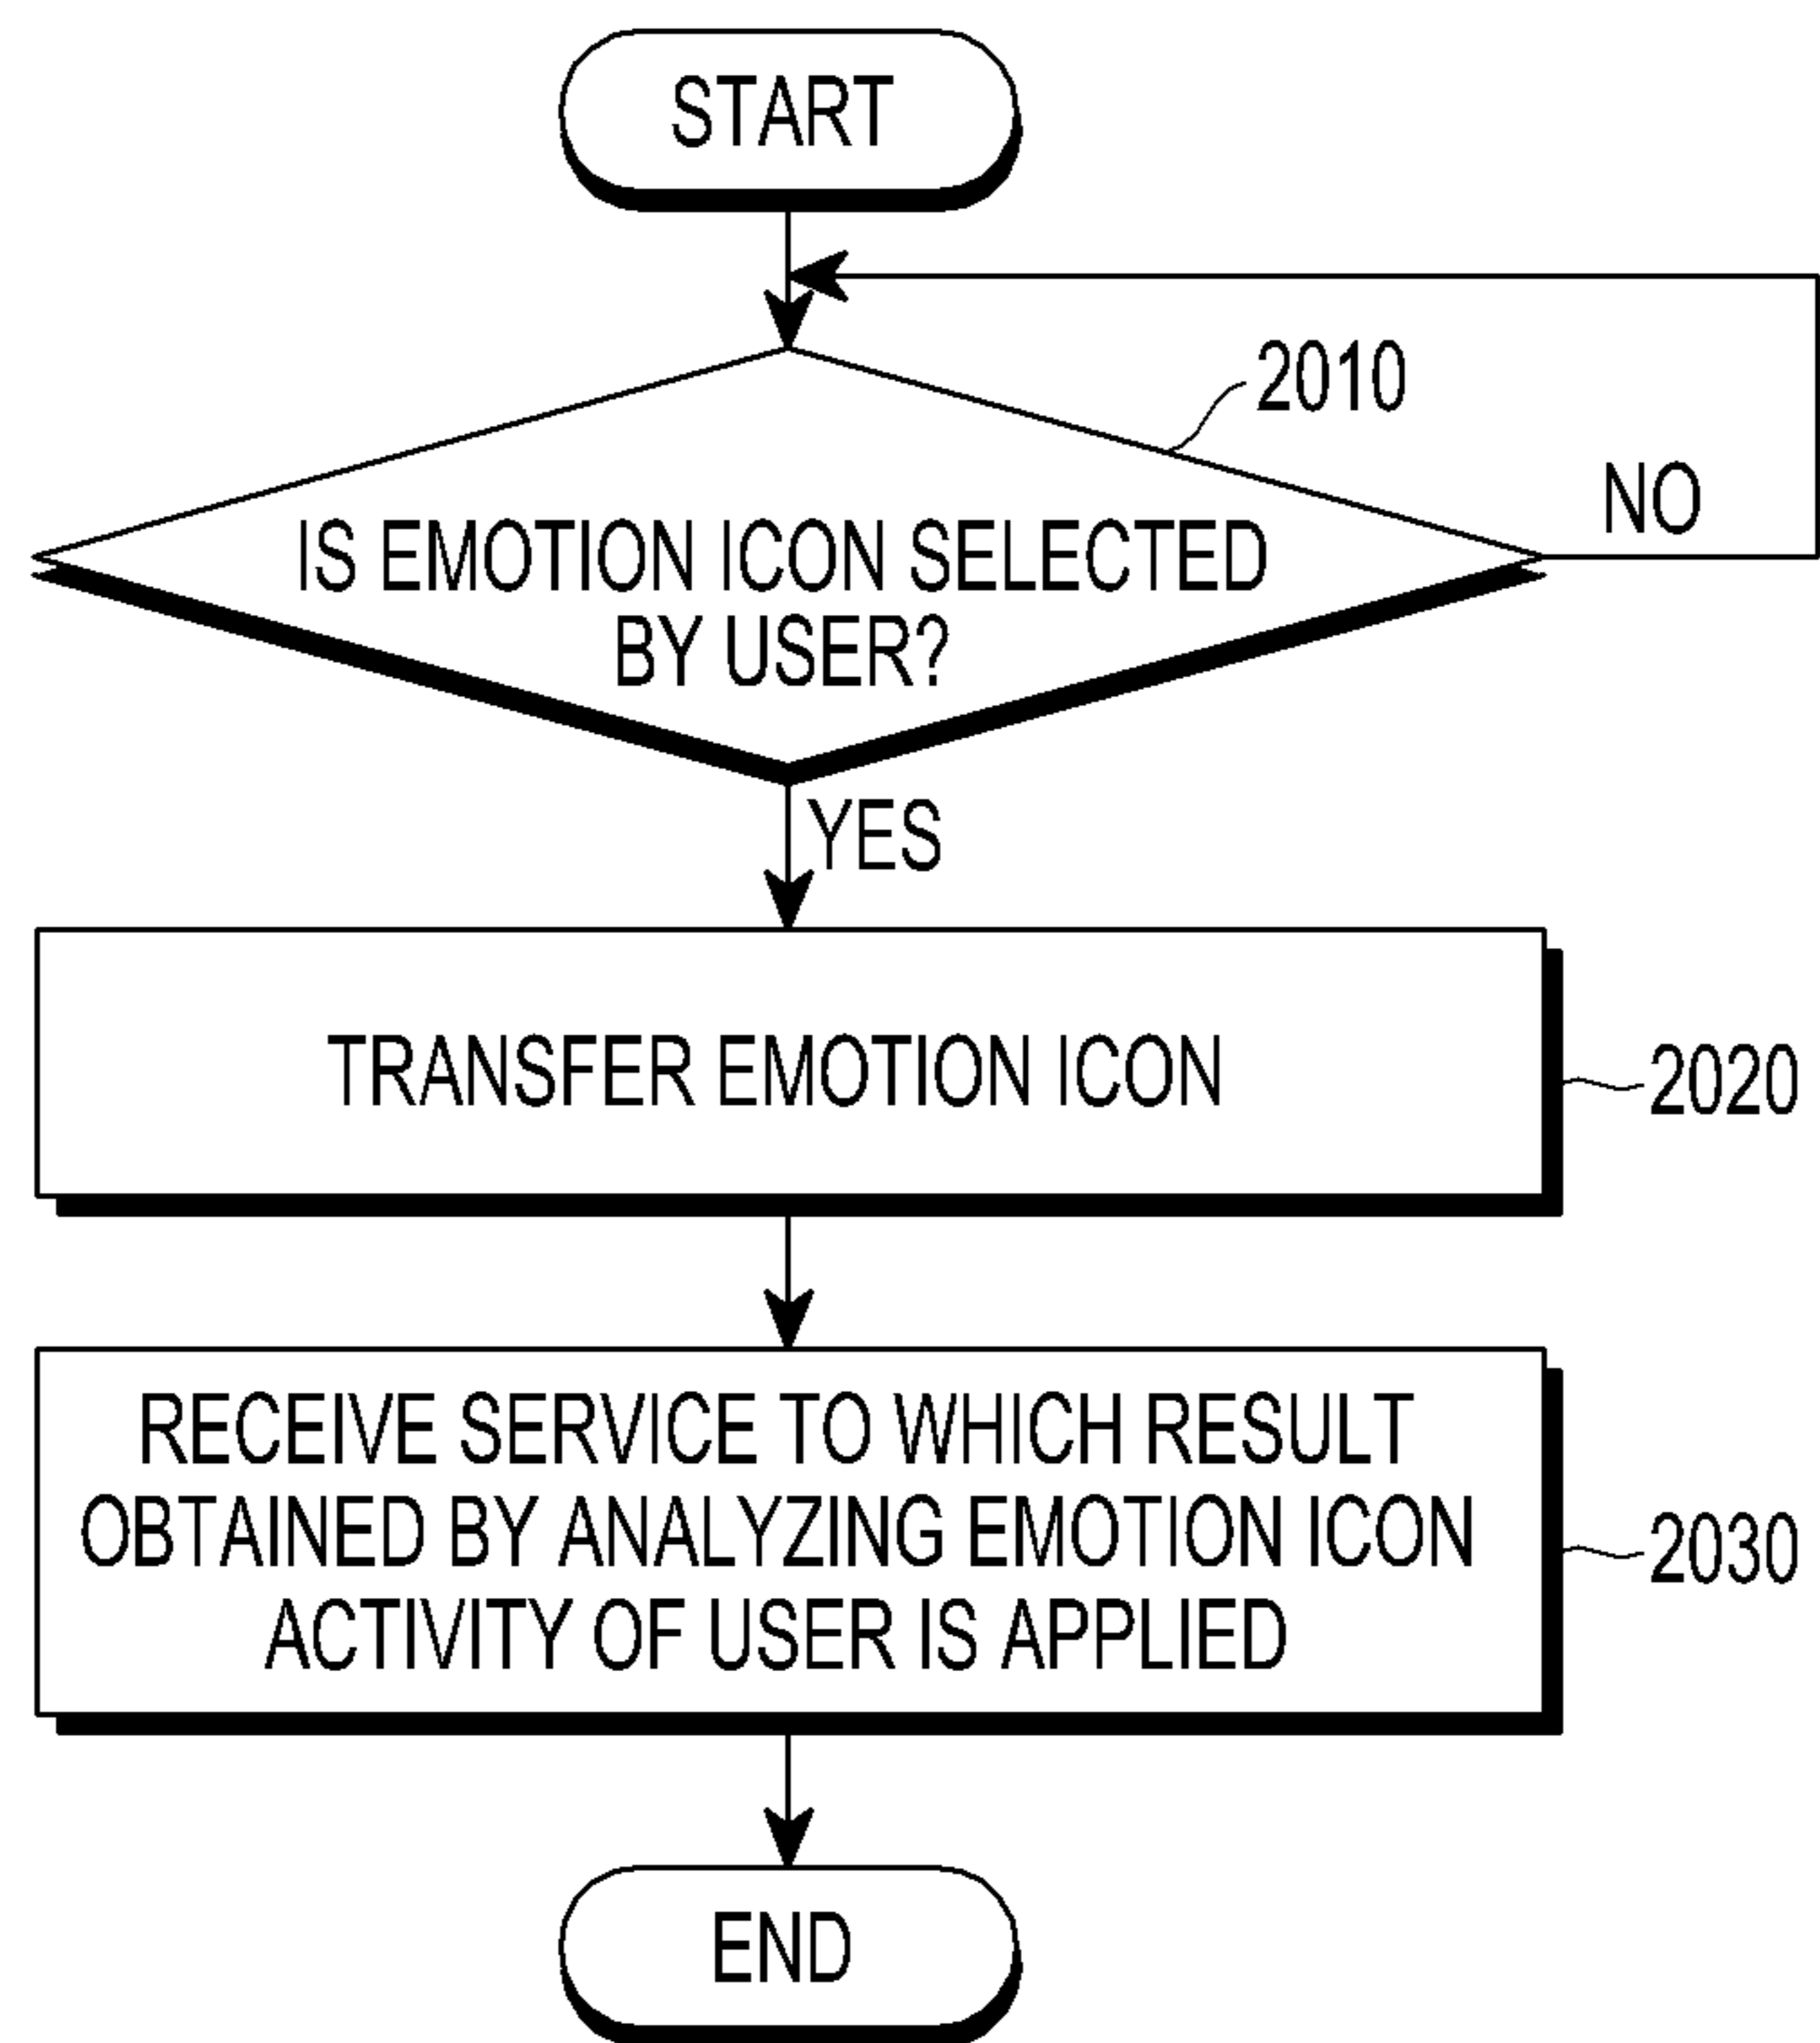 START
2010
NO
IS EMOTION ICON SELECTED
BY USER?
YES
TRANSFER EMOTION ICON
2020
RECEIVE SERVICE TO WHICH RESULT
OBTAINED BY ANALYZING EMOTION ICON
ACTIVITY OF USER IS APPLIED
2030
END